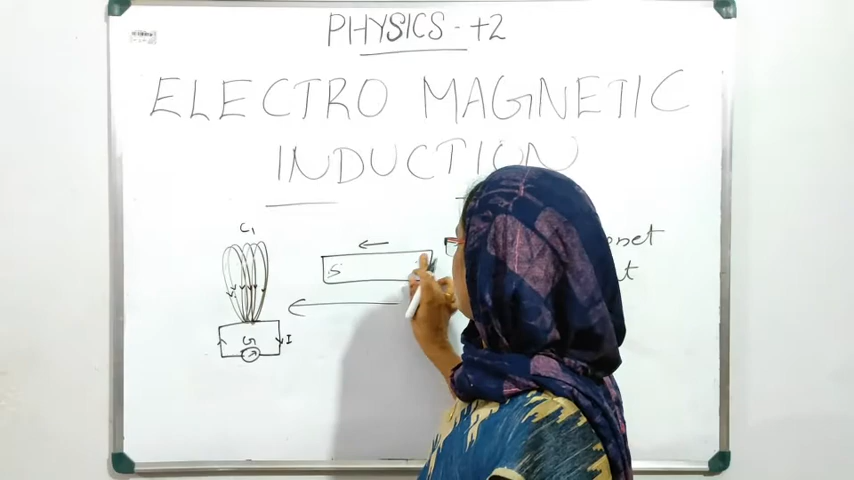 PHYSICS - +2
ELECTRO MAGNETIC
INDUCTION
C1
S
G
I